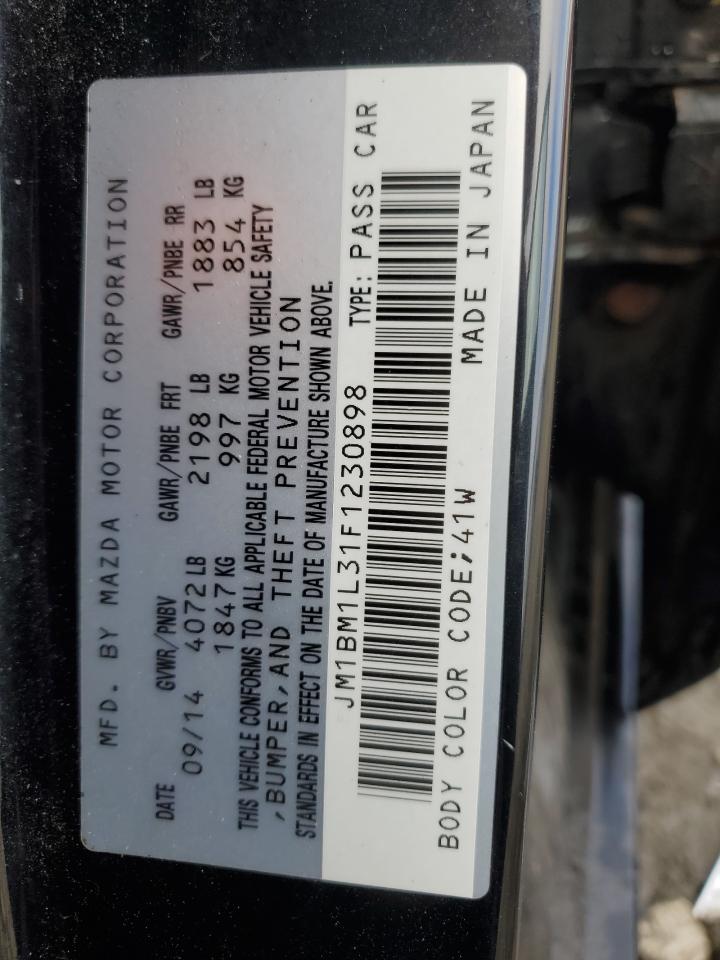 MFD. BY MAZDA MOTOR CORPORATION
DATE GVWR/PNBV GAWR/PNBE FRT GAWR/PNBE RR
09/14 4072 LB 2198 LB 1883 LB
1847 KG 997 KG 854 KG
THIS VEHICLE CONFORMS TO ALL APPLICABLE FEDERAL MOTOR VEHICLE SAFETY
,BUMPER,AND THEFT PREVENTION
STANDARDS IN EFFECT ON THE DATE OF MANUFACTURE SHOWN ABOVE.
JM1BM1L31F1230898 TYPE: PASS CAR
BODY COLOR CODE;41W
MADE IN JAPAN